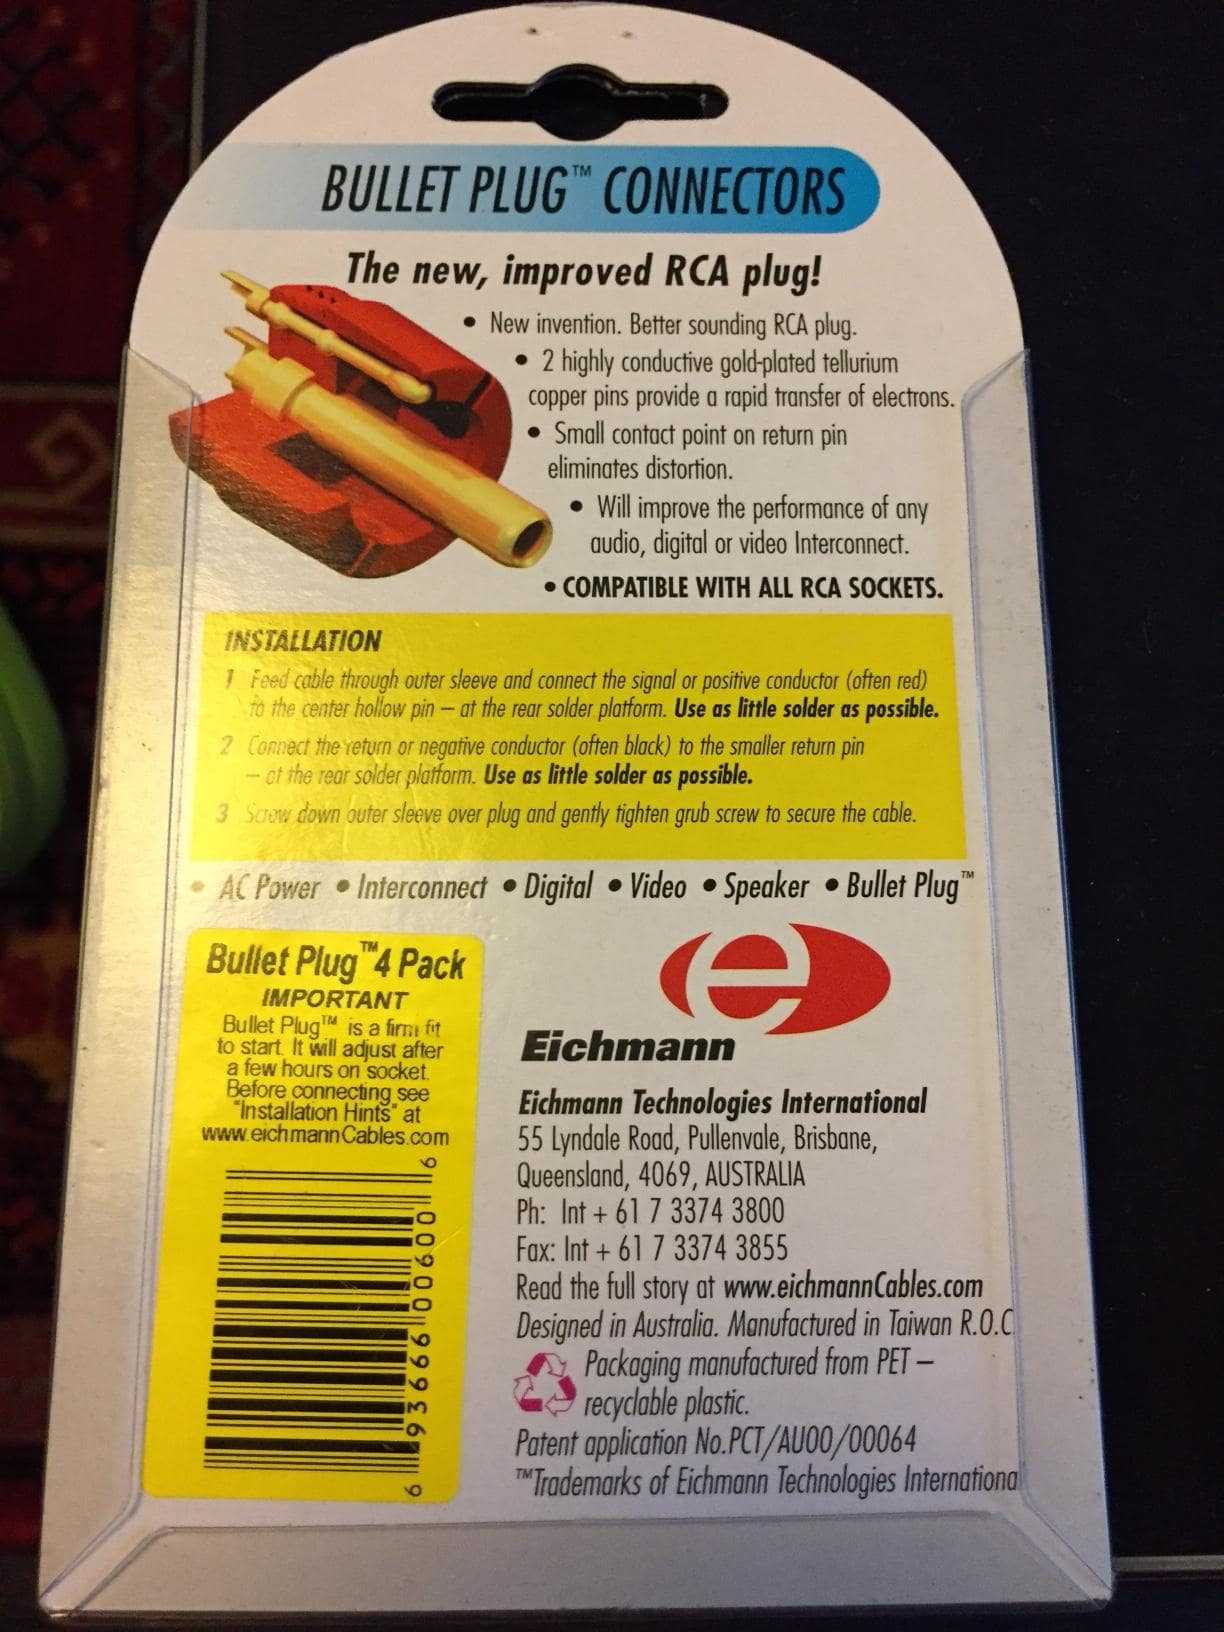 BULLET PLUG™ CONNECTORS
The new, improved RCA plug!
• New invention. Better sounding RCA plug.
• 2 highly conductive gold-plated tellurium
copper pins provide a rapid transfer of electrons.
• Small contact point on return pin
eliminates distortion.
• Will improve the performance of any
audio, digital or video Interconnect.
• COMPATIBLE WITH ALL RCA SOCKETS.
INSTALLATION
1 Feed cable through outer sleeve and connect the signal or positive conductor (often red)
to the center hollow pin – at the rear solder platform. Use as little solder as possible.
2 Connect the return or negative conductor (often black) to the smaller return pin
– at the rear solder platform. Use as little solder as possible.
3 Screw down outer sleeve over plug and gently tighten grub screw to secure the cable.
• AC Power • Interconnect • Digital • Video • Speaker • Bullet Plug™
Bullet Plug™ 4 Pack
IMPORTANT
Bullet Plug™ is a firm fit
to start. It will adjust after
a few hours on socket.
Before connecting see
"Installation Hints" at
www.eichmannCables.com
6 93666 00600 6
e
Eichmann
Eichmann Technologies International
55 Lyndale Road, Pullenvale, Brisbane,
Queensland, 4069, AUSTRALIA
Ph: Int + 61 7 3374 3800
Fax: Int + 61 7 3374 3855
Read the full story at www.eichmannCables.com
Designed in Australia. Manufactured in Taiwan R.O.C
Packaging manufactured from PET –
recyclable plastic.
Patent application No.PCT/AU00/00064
™Trademarks of Eichmann Technologies Internationa